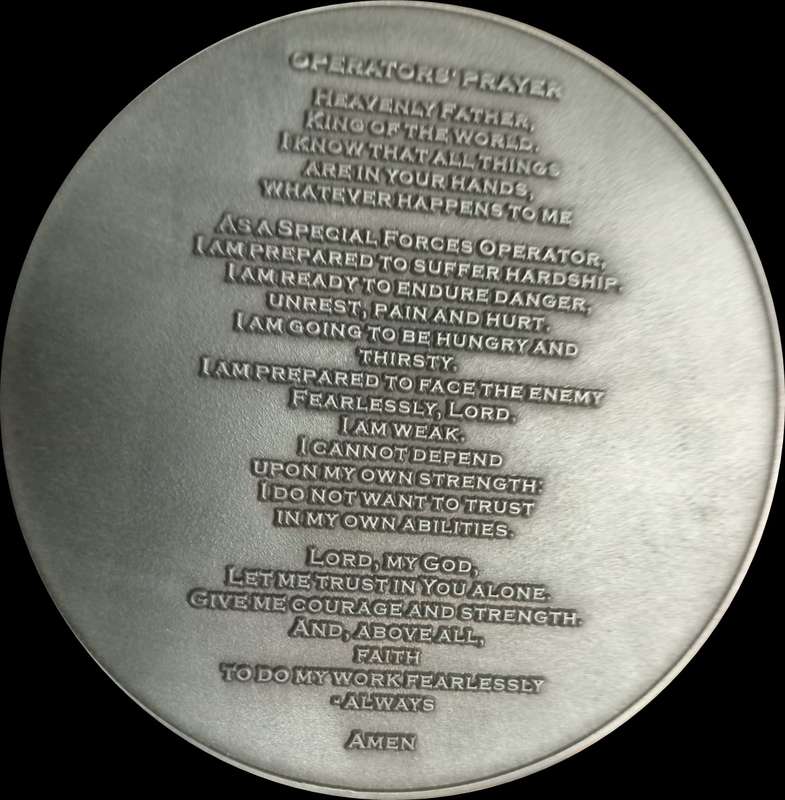 OPERATORS' PRAYER
HEAVENLY FATHER,
KING OF THE WORLD.
I KNOW THAT ALL THINGS
ARE IN YOUR HANDS,
WHATEVER HAPPENS TO ME
AS A SPECIAL FORCES OPERATOR,
I AM PREPARED TO SUFFER HARDSHIP.
I AM READY TO ENDURE DANGER,
UNREST, PAIN AND HURT.
I AM GOING TO BE HUNGRY AND
THIRSTY.
I AM PREPARED TO FACE THE ENEMY
FEARLESSLY, LORD.
I AM WEAK.
I CANNOT DEPEND
UPON MY OWN STRENGTH:
I DO NOT WANT TO TRUST
IN MY OWN ABILITIES.
LORD, MY GOD,
LET ME TRUST IN YOU ALONE.
GIVE ME COURAGE AND STRENGTH.
AND, ABOVE ALL,
FAITH
TO DO MY WORK FEARLESSLY
-ALWAYS
AMEN